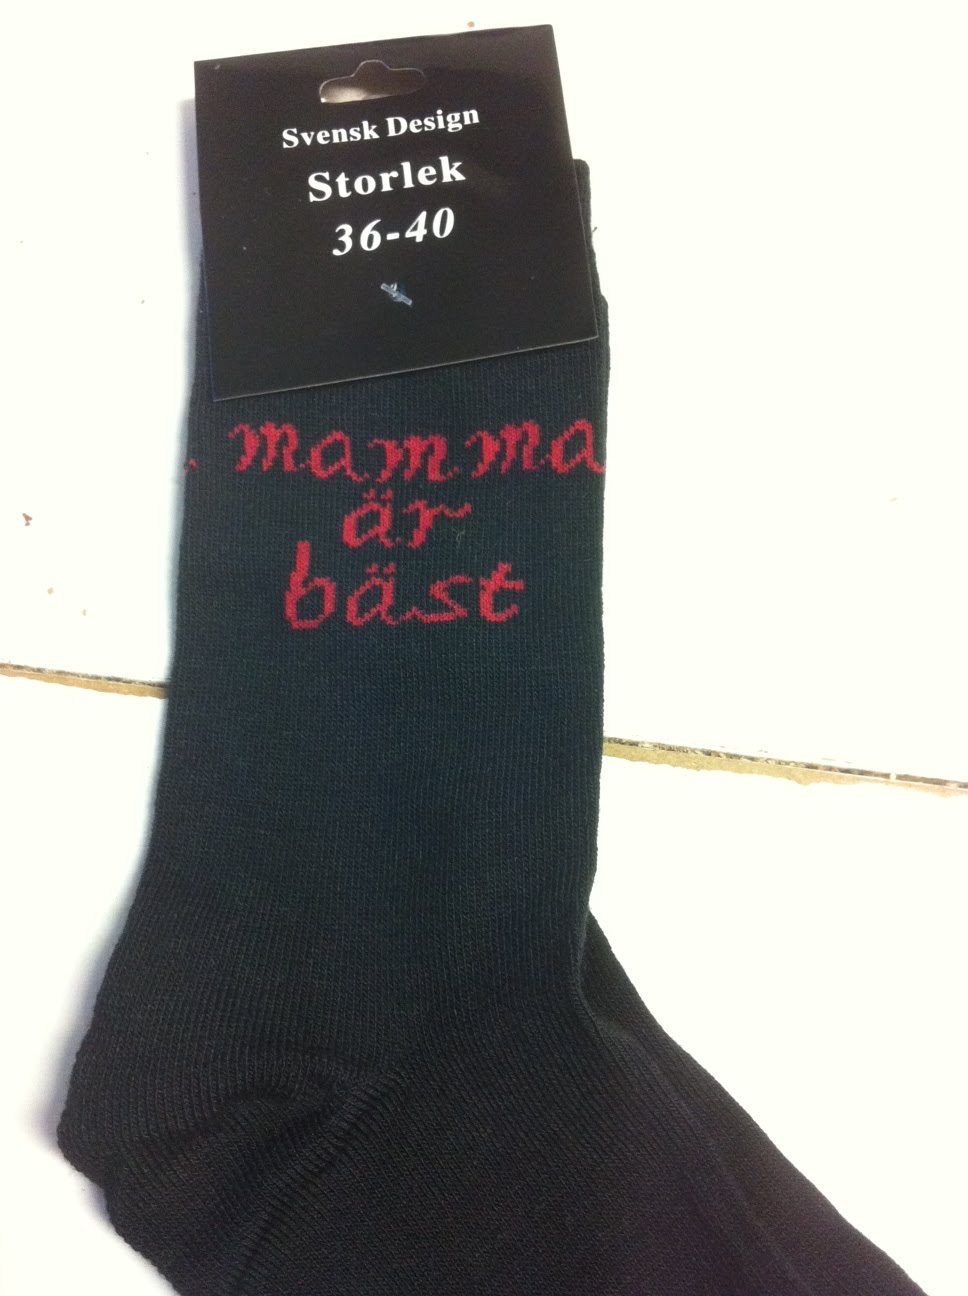 Svensk Design
Storlek
36-40
mamma
är
bäst